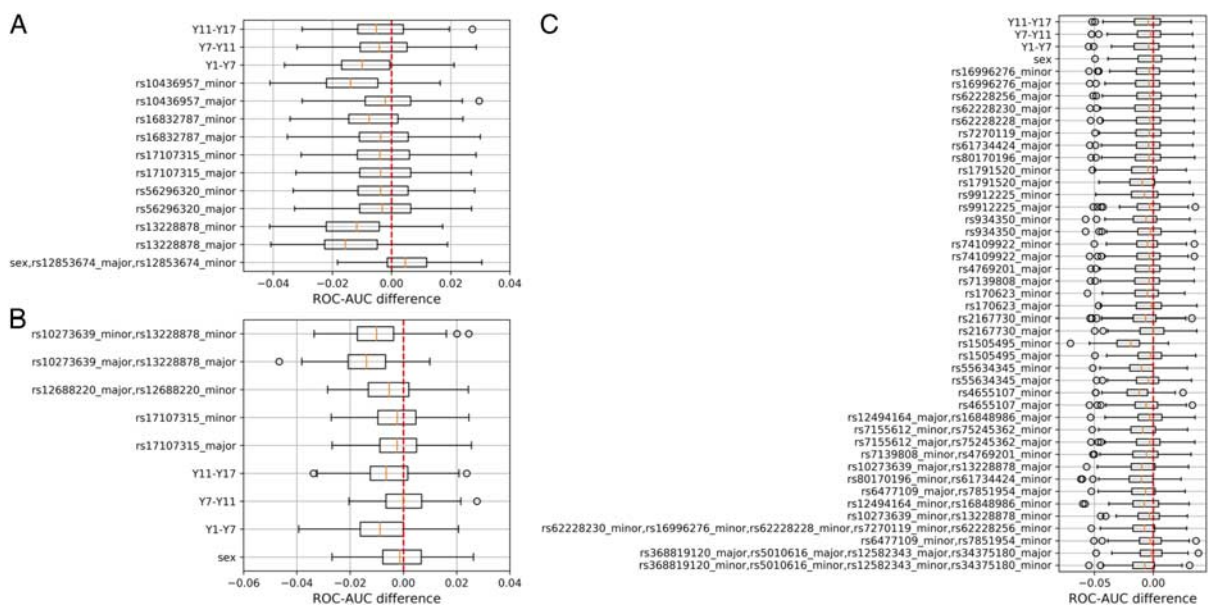 A
Y11-Y17
Y7-Y11
Y1-Y7
rs10436957_minor
rs10436957_major
rs16832787_minor
rs16832787_major
rs17107315_minor
rs17107315_major
rs56296320_minor
rs56296320_major
rs13228878_minor
rs13228878_major
sex,rs12853674_major,rs12853674_minor
−0.04 −0.02 0.00 0.02 0.04
ROC-AUC difference
B
rs10273639_minor,rs13228878_minor
rs10273639_major,rs13228878_major
rs12688220_major,rs12688220_minor
rs17107315_minor
rs17107315_major
Y11-Y17
Y7-Y11
Y1-Y7
sex
−0.06 −0.04 −0.02 0.00 0.02 0.04
ROC-AUC difference
C
Y11-Y17
Y7-Y11
Y1-Y7
sex
rs16996276_minor
rs16996276_major
rs62228256_major
rs62228230_major
rs62228228_major
rs7270119_major
rs61734424_major
rs80170196_major
rs1791520_minor
rs1791520_major
rs9912225_minor
rs9912225_major
rs934350_minor
rs934350_major
rs74109922_minor
rs74109922_major
rs4769201_major
rs7139808_major
rs170623_minor
rs170623_major
rs2167730_minor
rs2167730_major
rs1505495_minor
rs1505495_major
rs55634345_minor
rs55634345_major
rs4655107_minor
rs4655107_major
rs12494164_major,rs16848986_major
rs7155612_minor,rs75245362_minor
rs7155612_major,rs75245362_major
rs7139808_minor,rs4769201_minor
rs10273639_major,rs13228878_major
rs80170196_minor,rs61734424_minor
rs6477109_major,rs7851954_major
rs12494164_minor,rs16848986_minor
rs10273639_minor,rs13228878_minor
rs62228230_minor,rs16996276_minor,rs62228228_minor,rs7270119_minor,rs62228256_minor
rs6477109_minor,rs7851954_minor
rs368819120_major,rs5010616_major,rs12582343_major,rs34375180_major
rs368819120_minor,rs5010616_minor,rs12582343_minor,rs34375180_minor
−0.05 0.00
ROC-AUC difference